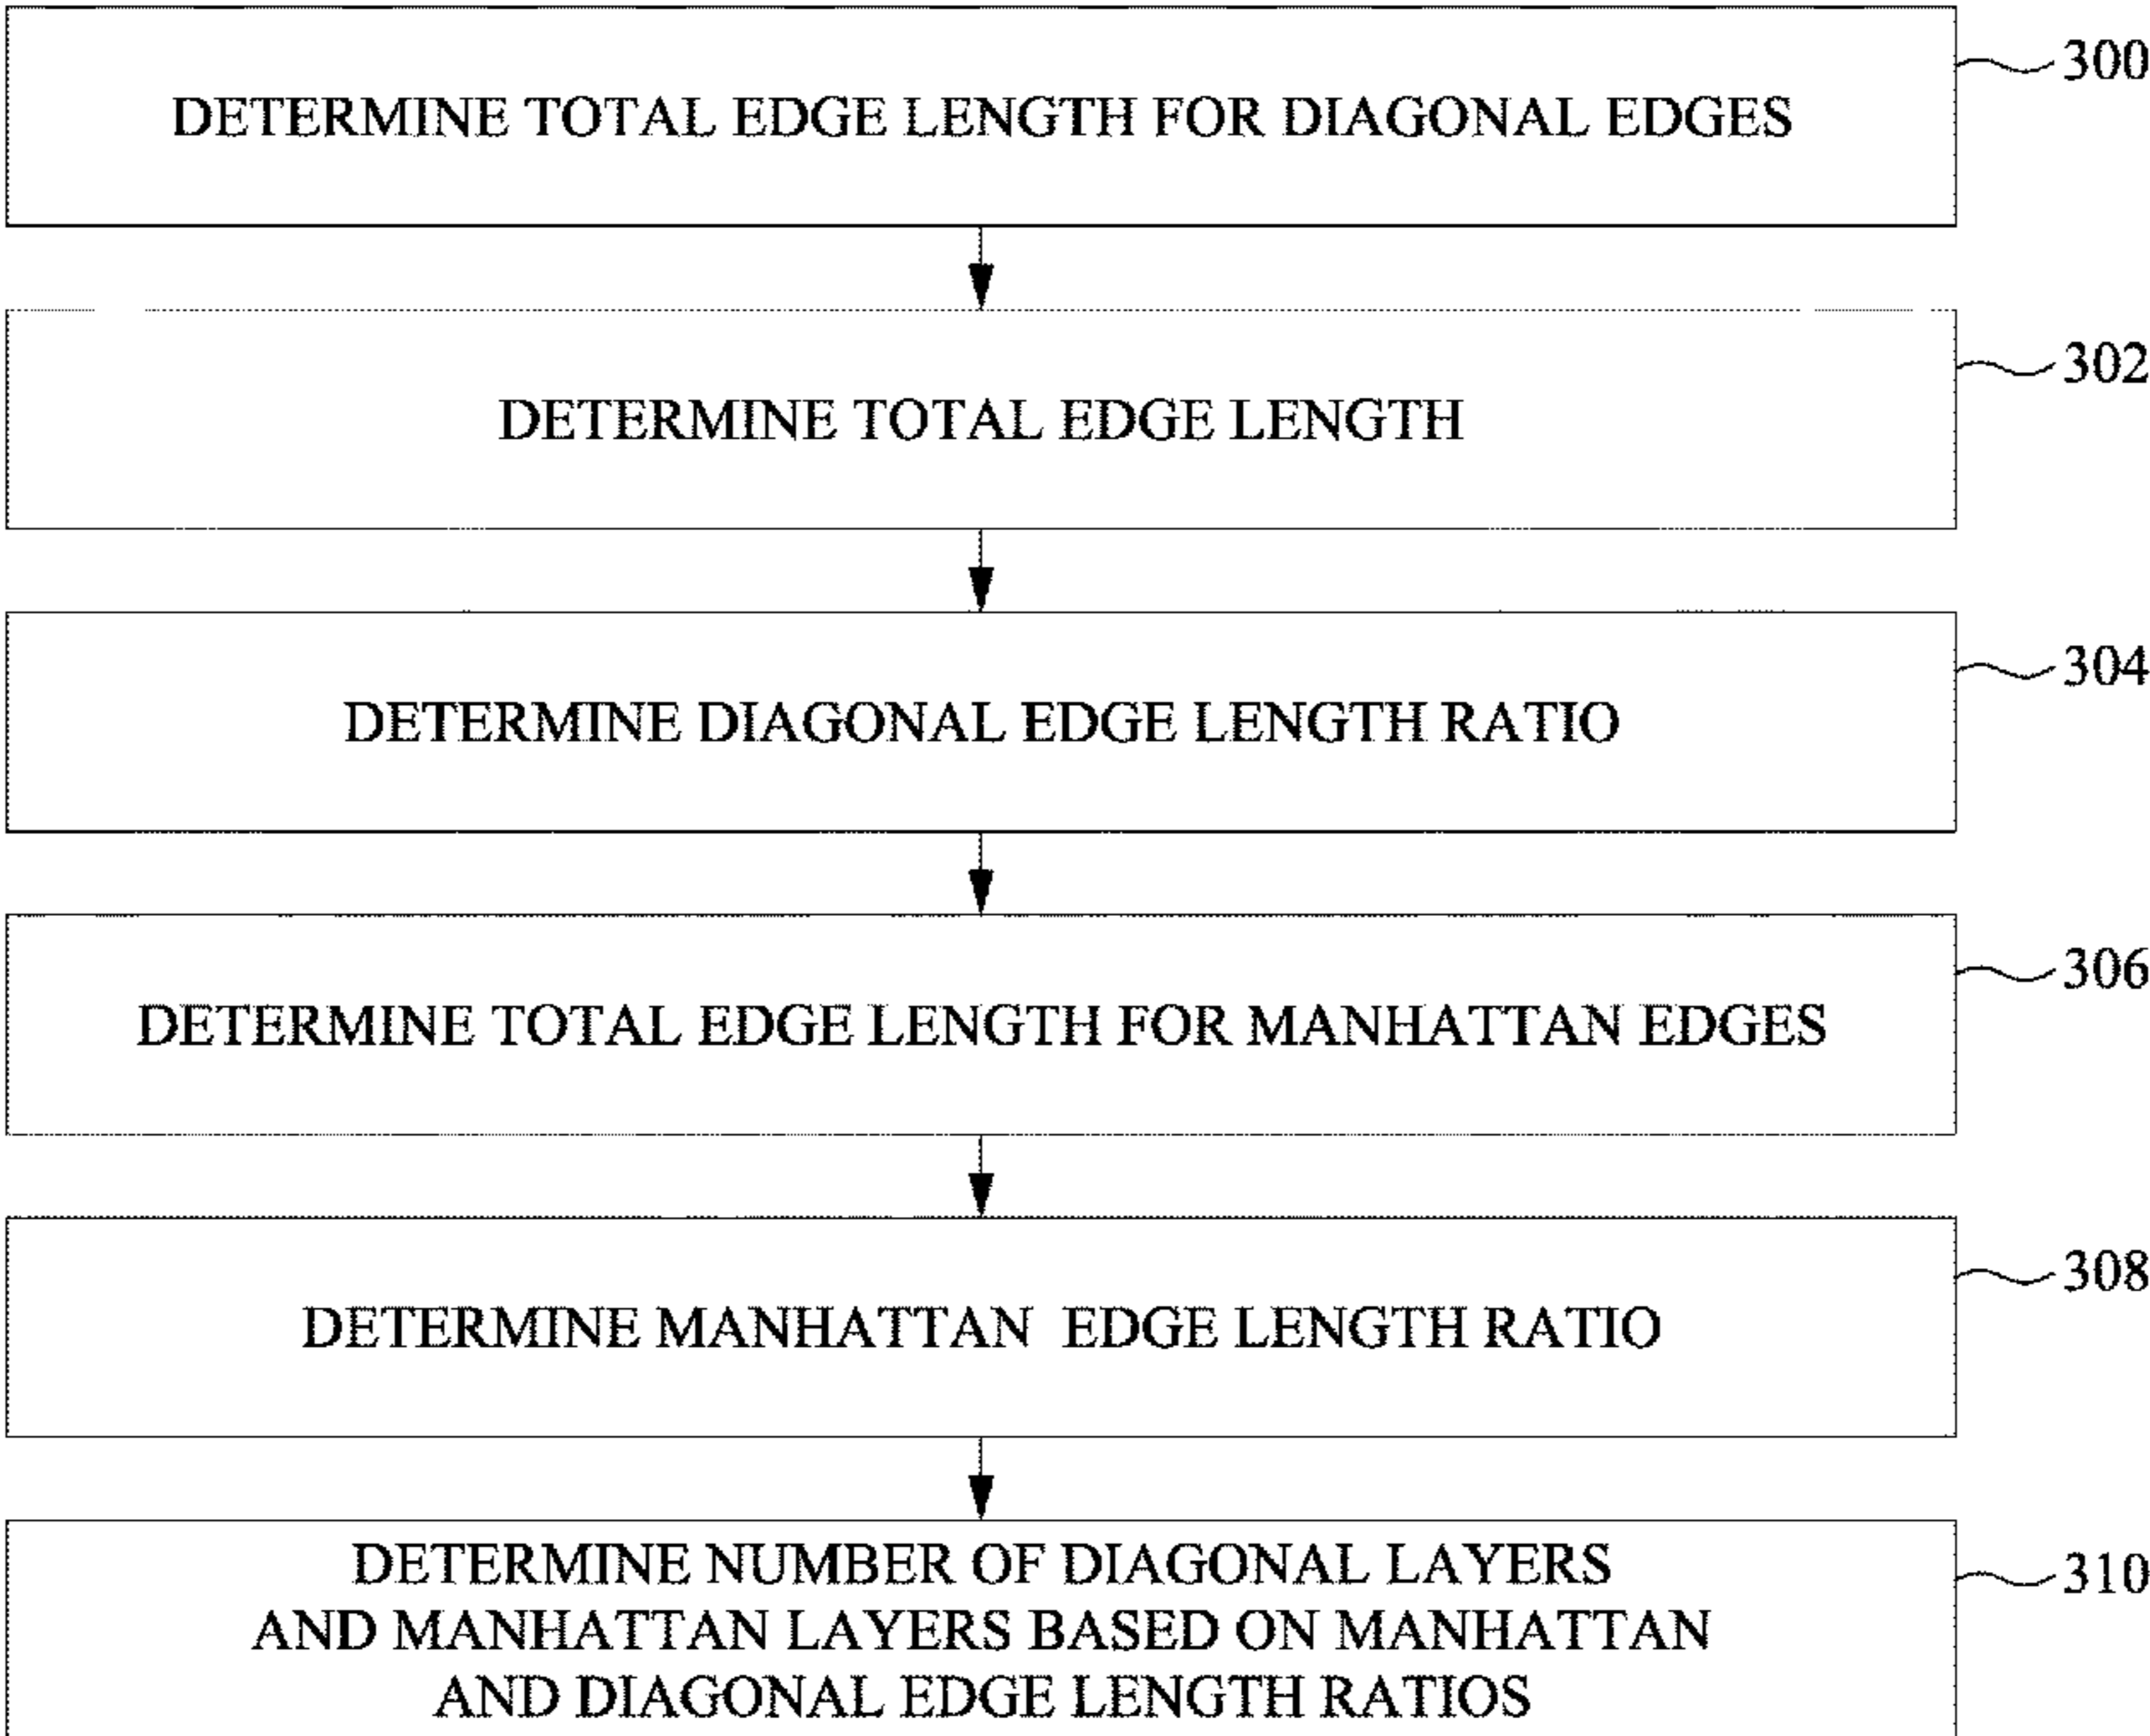 300
DETERMINE TOTAL EDGE LENGTH FOR DIAGONAL EDGES
302
DETERMINE TOTAL EDGE LENGTH
304
DETERMINE DIAGONAL EDGE LENGTH RATIO
306
DETERMINE TOTAL EDGE LENGTH FOR MANHATTAN EDGES
308
DETERMINE MANHATTAN EDGE LENGTH RATIO
310
DETERMINE NUMBER OF DIAGONAL LAYERS
AND MANHATTAN LAYERS BASED ON MANHATTAN
AND DIAGONAL EDGE LENGTH RATIOS